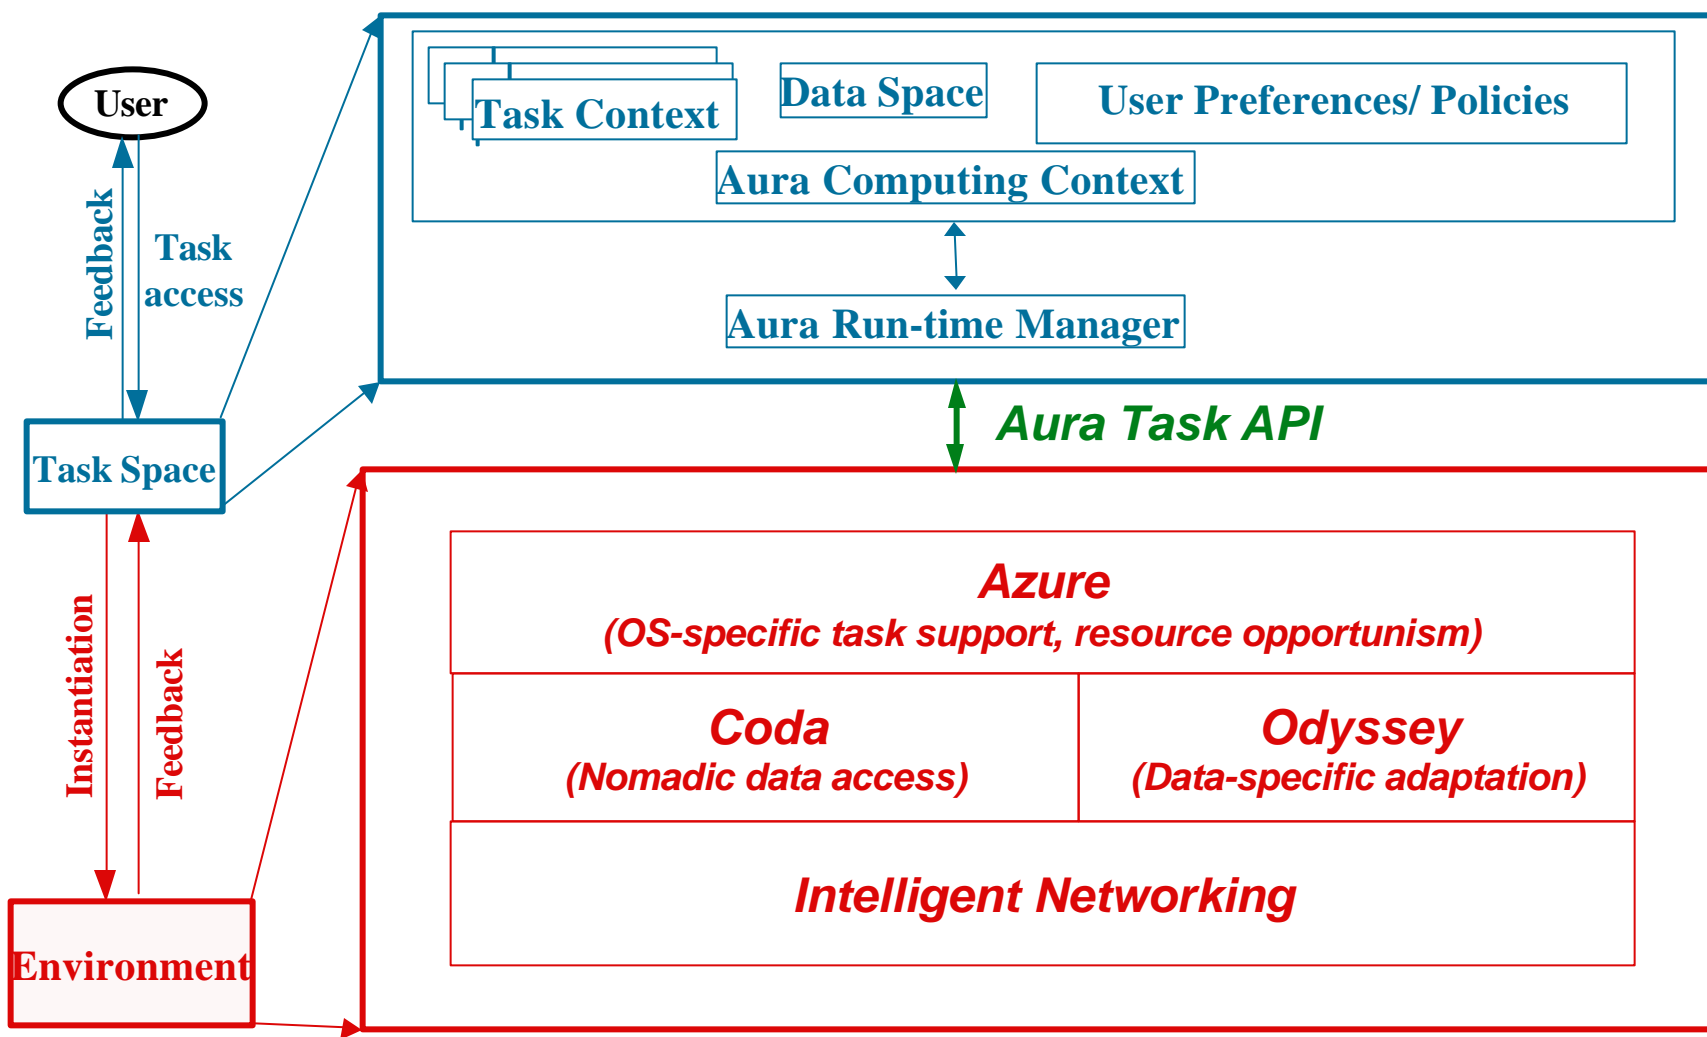 User
Feedback
Task
access
Task Space
Instantiation
Feedback
Environment
Task Context
Data Space
User Preferences/ Policies
Aura Computing Context
Aura Run-time Manager
Aura Task API
Azure
(OS-specific task support, resource opportunism)
Coda
(Nomadic data access)
Odyssey
(Data-specific adaptation)
Intelligent Networking